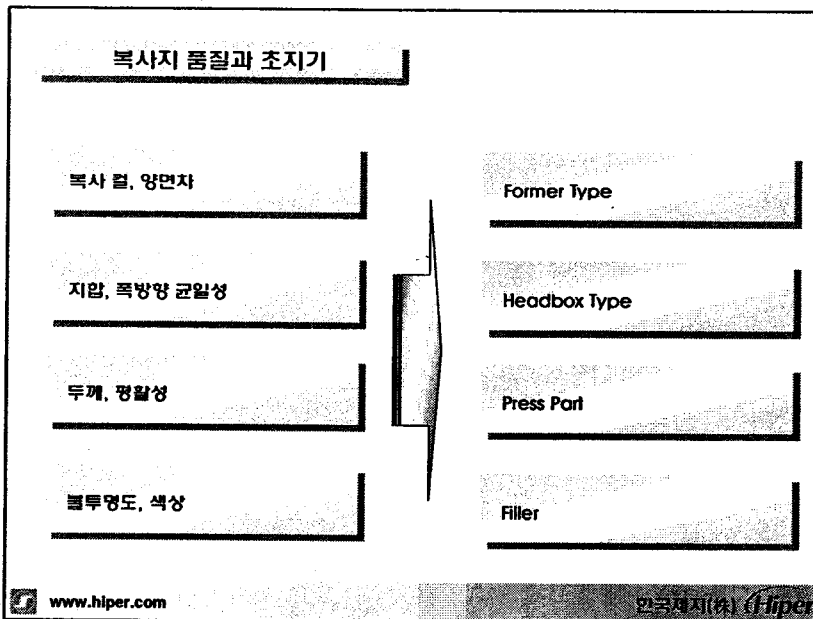 복사지 품질과 초지기
복사 컬, 양면차
지합, 폭방향 균일성
두께, 평활성
불투명도, 색상
Former Type
Headbox Type
Press Part
Filler
www.hiper.com
한국제지(株) Hiper